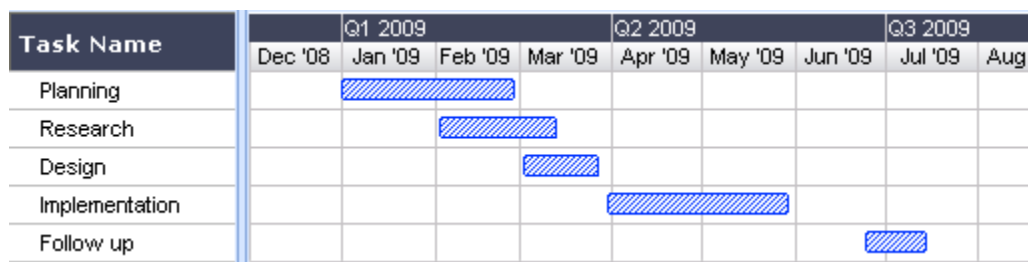 Task Name
Q1 2009 Q2 2009 Q3 2009
Dec '08 Jan '09 Feb '09 Mar '09 Apr '09 May '09 Jun '09 Jul '09 Aug
Planning
Research
Design
Implementation
Follow up